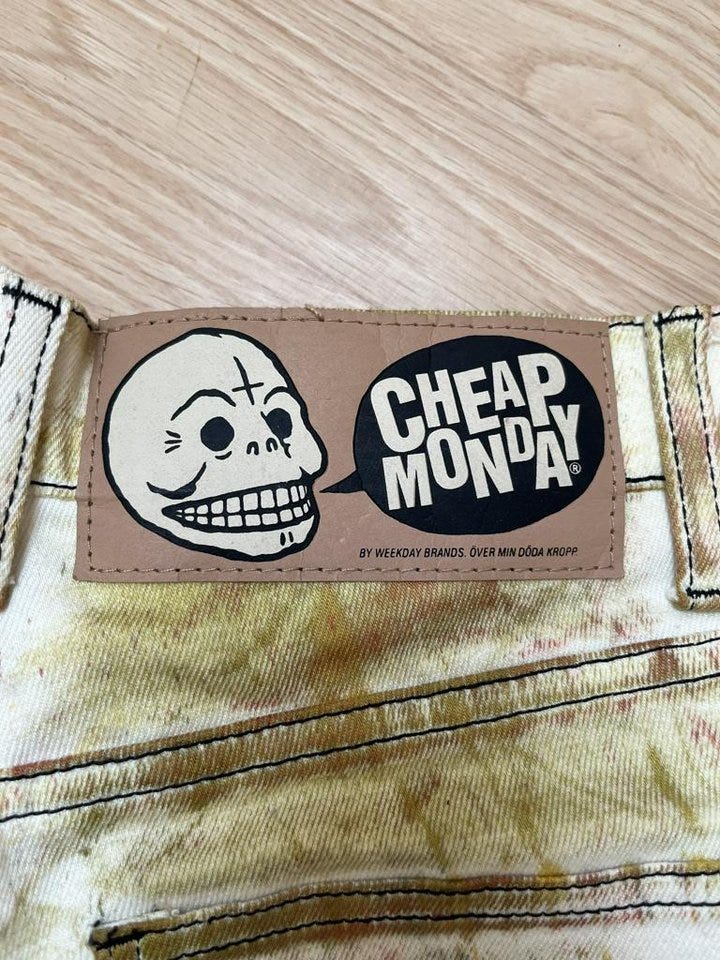 CHEAP
MONDAY®
BY WEEKDAY BRANDS. ÖVER MIN DÖDA KROPP.